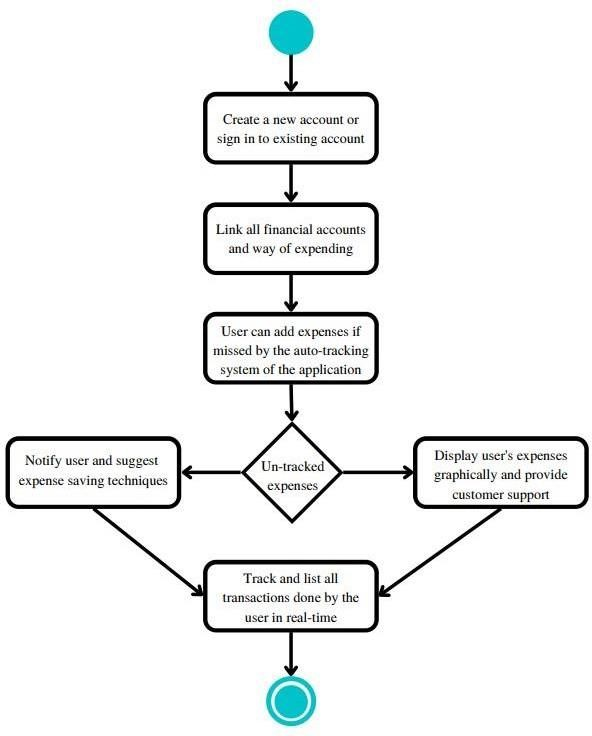 Create a new account or
sign in to existing account
Link all financial accounts
and way of expending
User can add expenses if
missed by the auto-tracking
system of the application
Un-tracked
expenses
Notify user and suggest
expense saving techniques
Display user's expenses
graphically and provide
customer support
Track and list all
transactions done by the
user in real-time